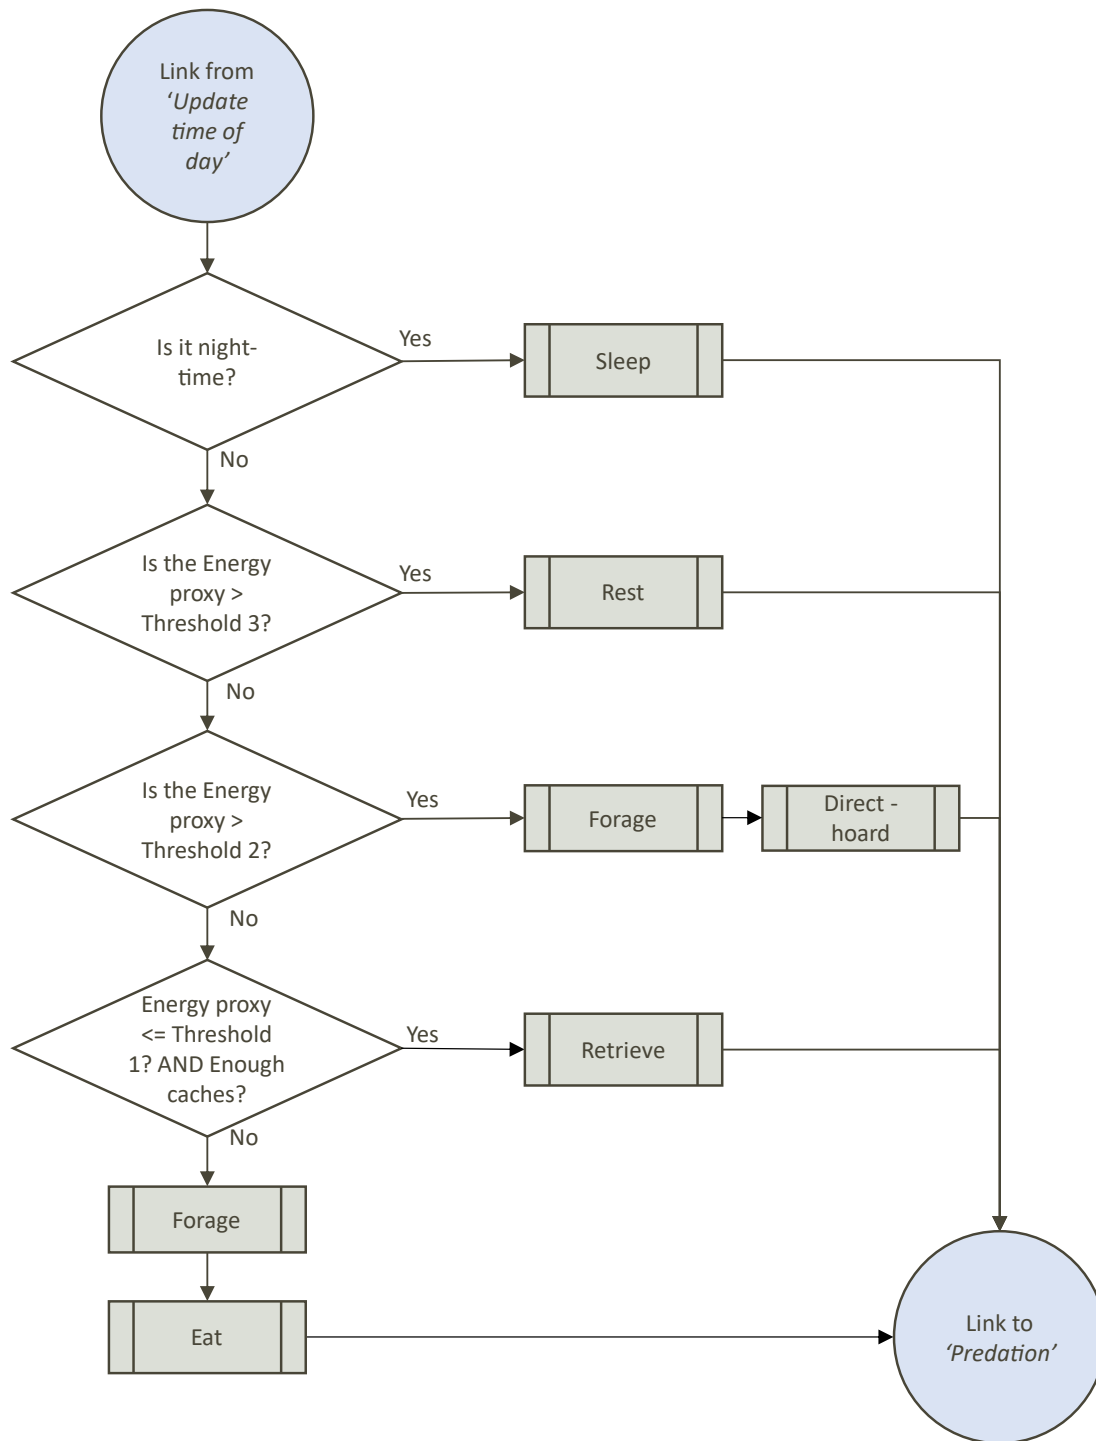 Link from
‘Update
time of
day’
Is it night-
time?
Yes
Sleep
No
Is the Energy
proxy >
Threshold 3?
Yes
Rest
No
Is the Energy
proxy >
Threshold 2?
Yes
Forage
Direct -
hoard
No
Energy proxy
<= Threshold
1? AND Enough
caches?
Yes
Retrieve
No
Forage
Eat
Link to
‘Predation’